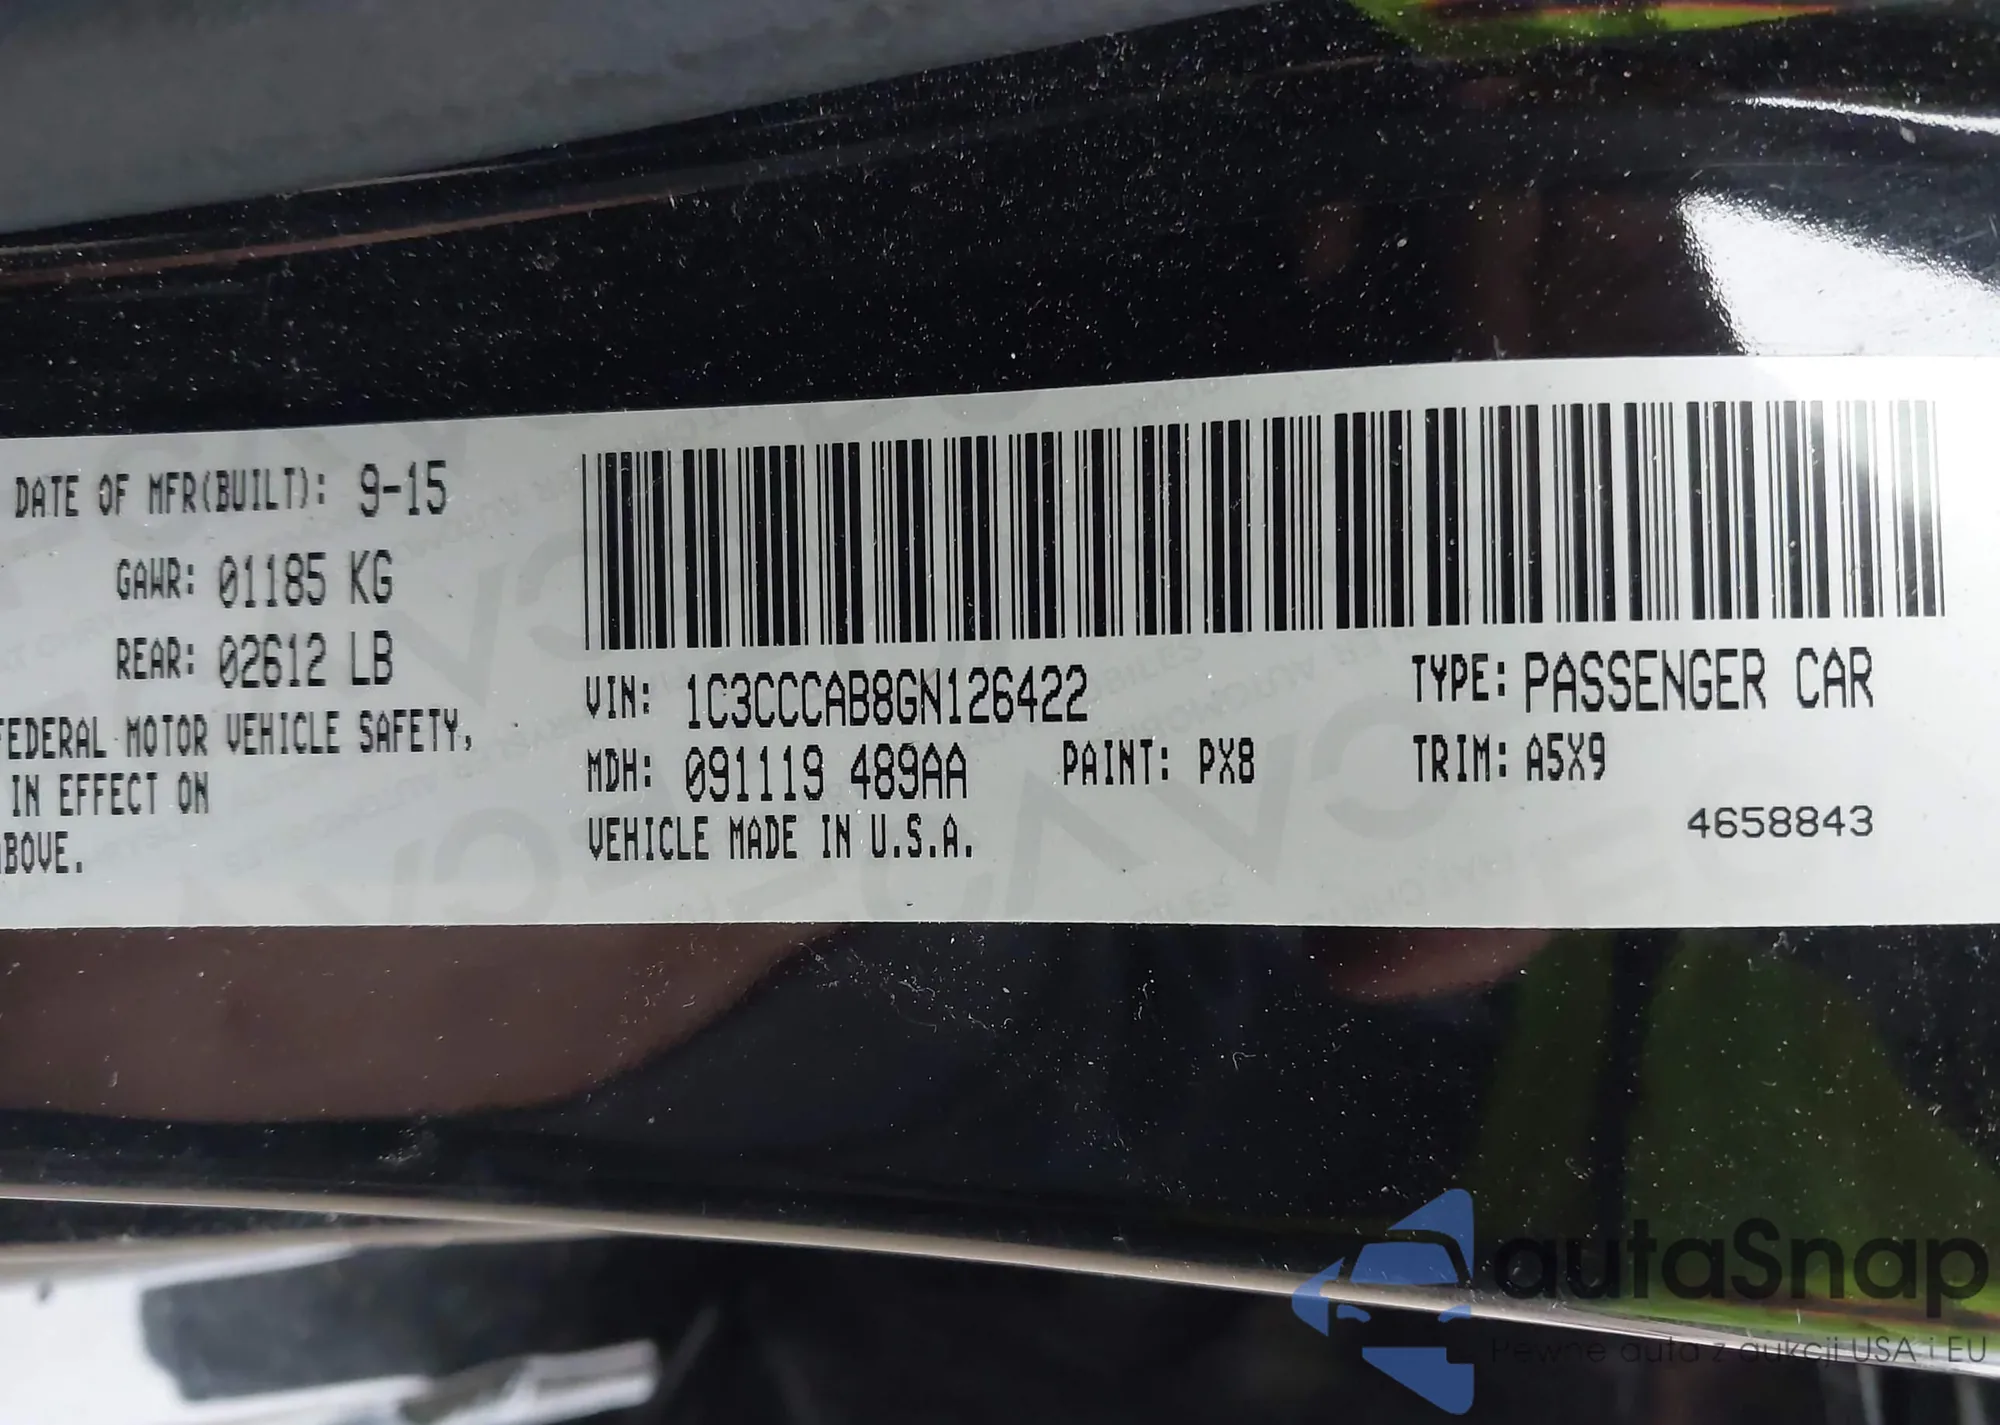 DATE OF MFR(BUILT): 9-15
GAWR: 01185 KG
REAR: 02612 LB
FEDERAL MOTOR VEHICLE SAFETY,
IN EFFECT ON
ABOVE.
VIN: 1C3CCCAB8GN126422
TYPE: PASSENGER CAR
MDH: 091119 489AA
PAINT: PX8
TRIM: A5X9
VEHICLE MADE IN U.S.A.
4658843
autaSnap
Pewne auta z aukcji USA i EU